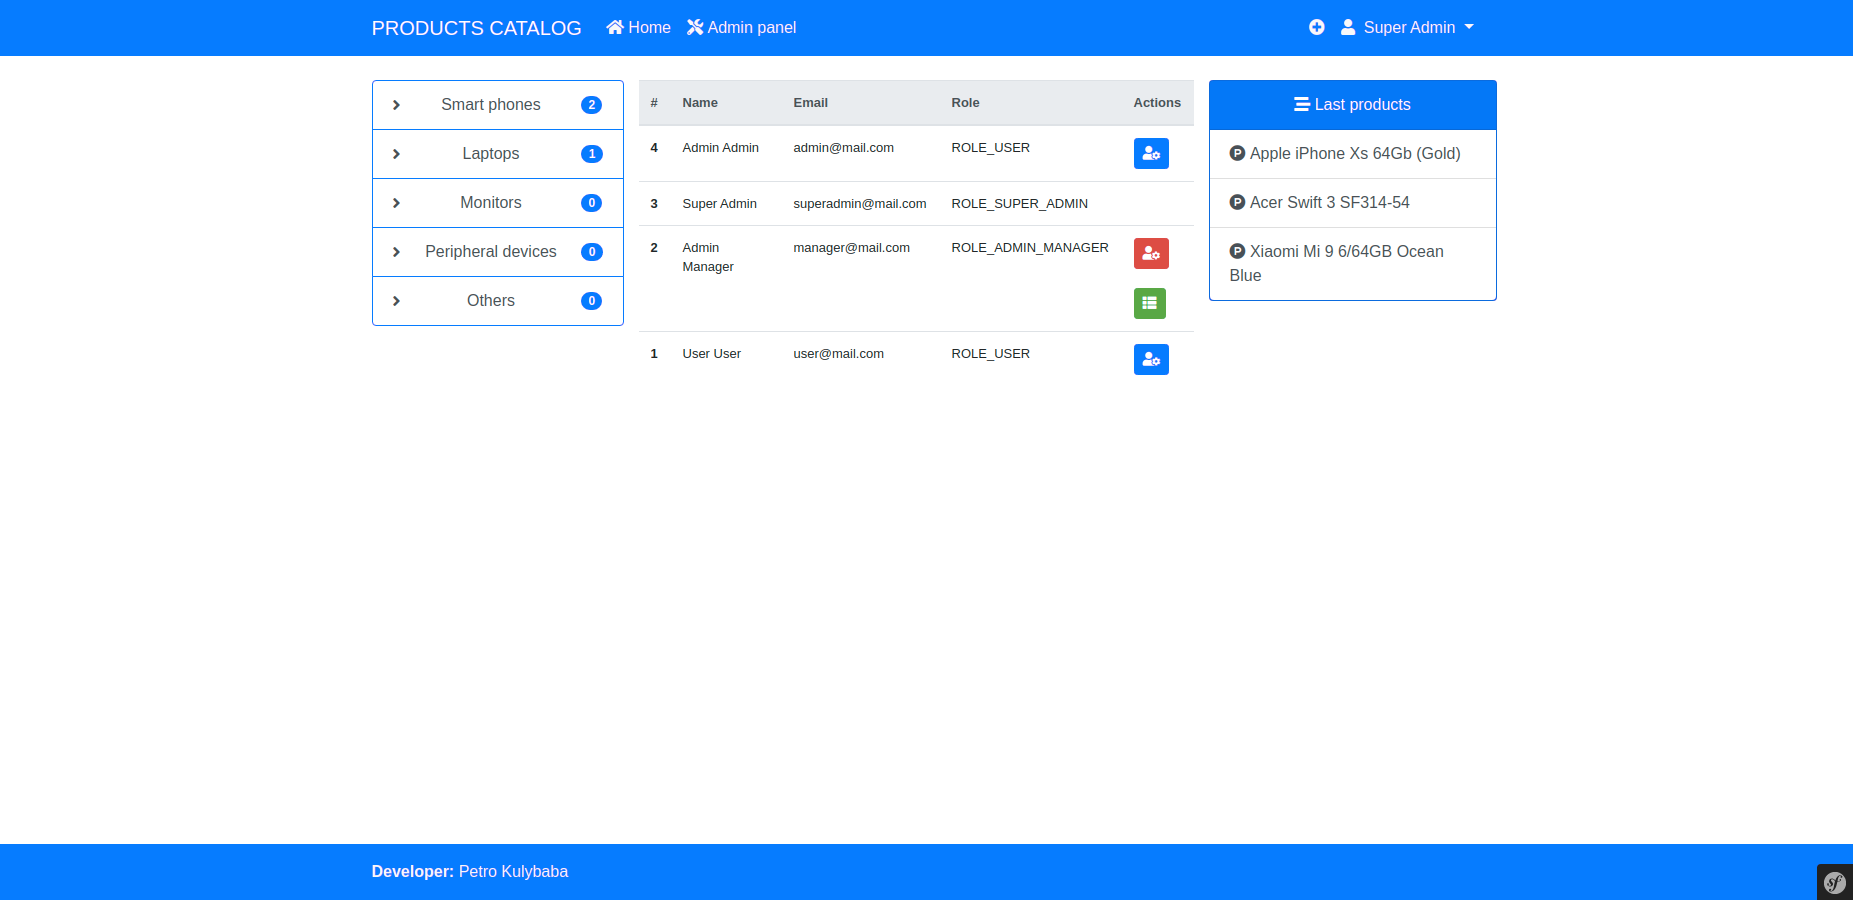 PRODUCTS CATALOG Home Admin panel Super Admin
Smart phones 2
Laptops 1
Monitors 0
Peripheral devices 0
Others 0
# Name Email Role Actions
4 Admin Admin admin@mail.com ROLE_USER
3 Super Admin superadmin@mail.com ROLE_SUPER_ADMIN
2 Admin manager@mail.com ROLE_ADMIN_MANAGER
Manager
1 User User user@mail.com ROLE_USER
Last products
P Apple iPhone Xs 64Gb (Gold)
P Acer Swift 3 SF314-54
P Xiaomi Mi 9 6/64GB Ocean
Blue
Developer: Petro Kulybaba
sf